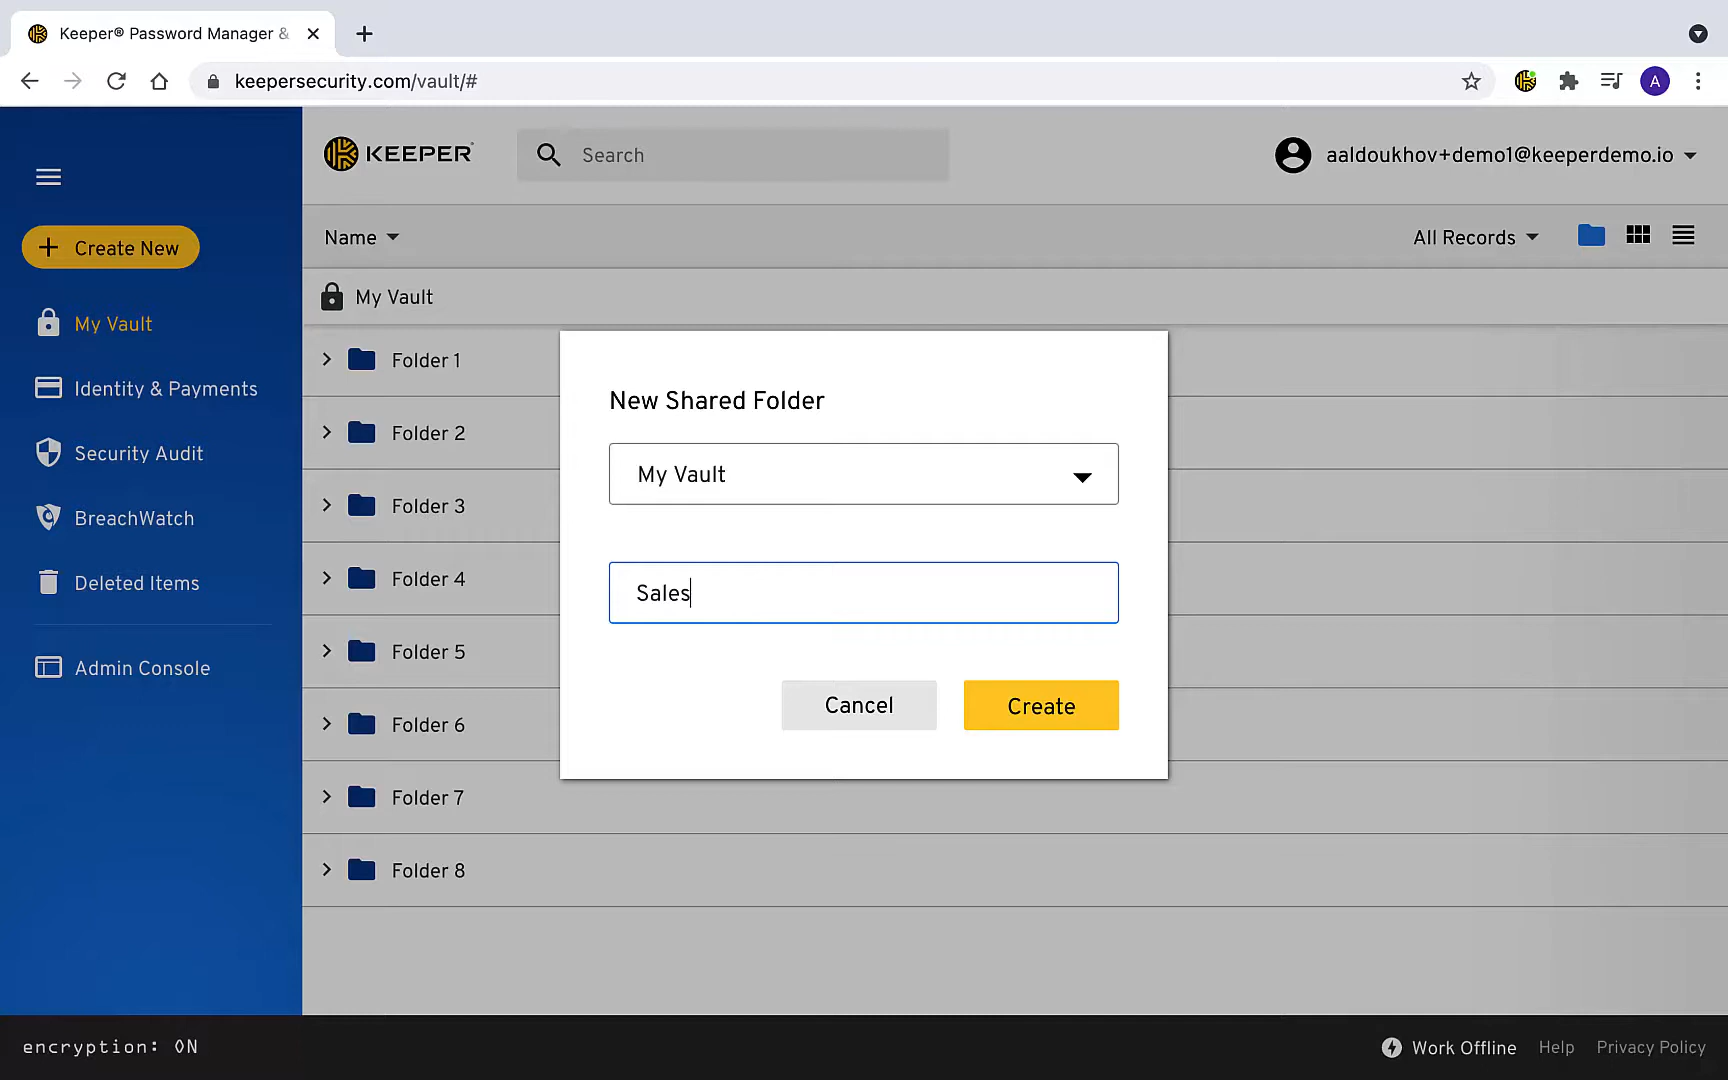 Keeper® Password Manager &
keepersecurity.com/vault/#
A
KEEPER
Search
aaldoukhov+demo1@keeperdemo.io
Create New
Name
All Records
My Vault
My Vault
Identity & Payments
Security Audit
BreachWatch
Deleted Items
Admin Console
Folder 1
Folder 2
Folder 3
Folder 4
Folder 5
Folder 6
Folder 7
Folder 8
New Shared Folder
My Vault
Sales
Cancel
Create
encryption: ON
Work Offline
Help
Privacy Policy